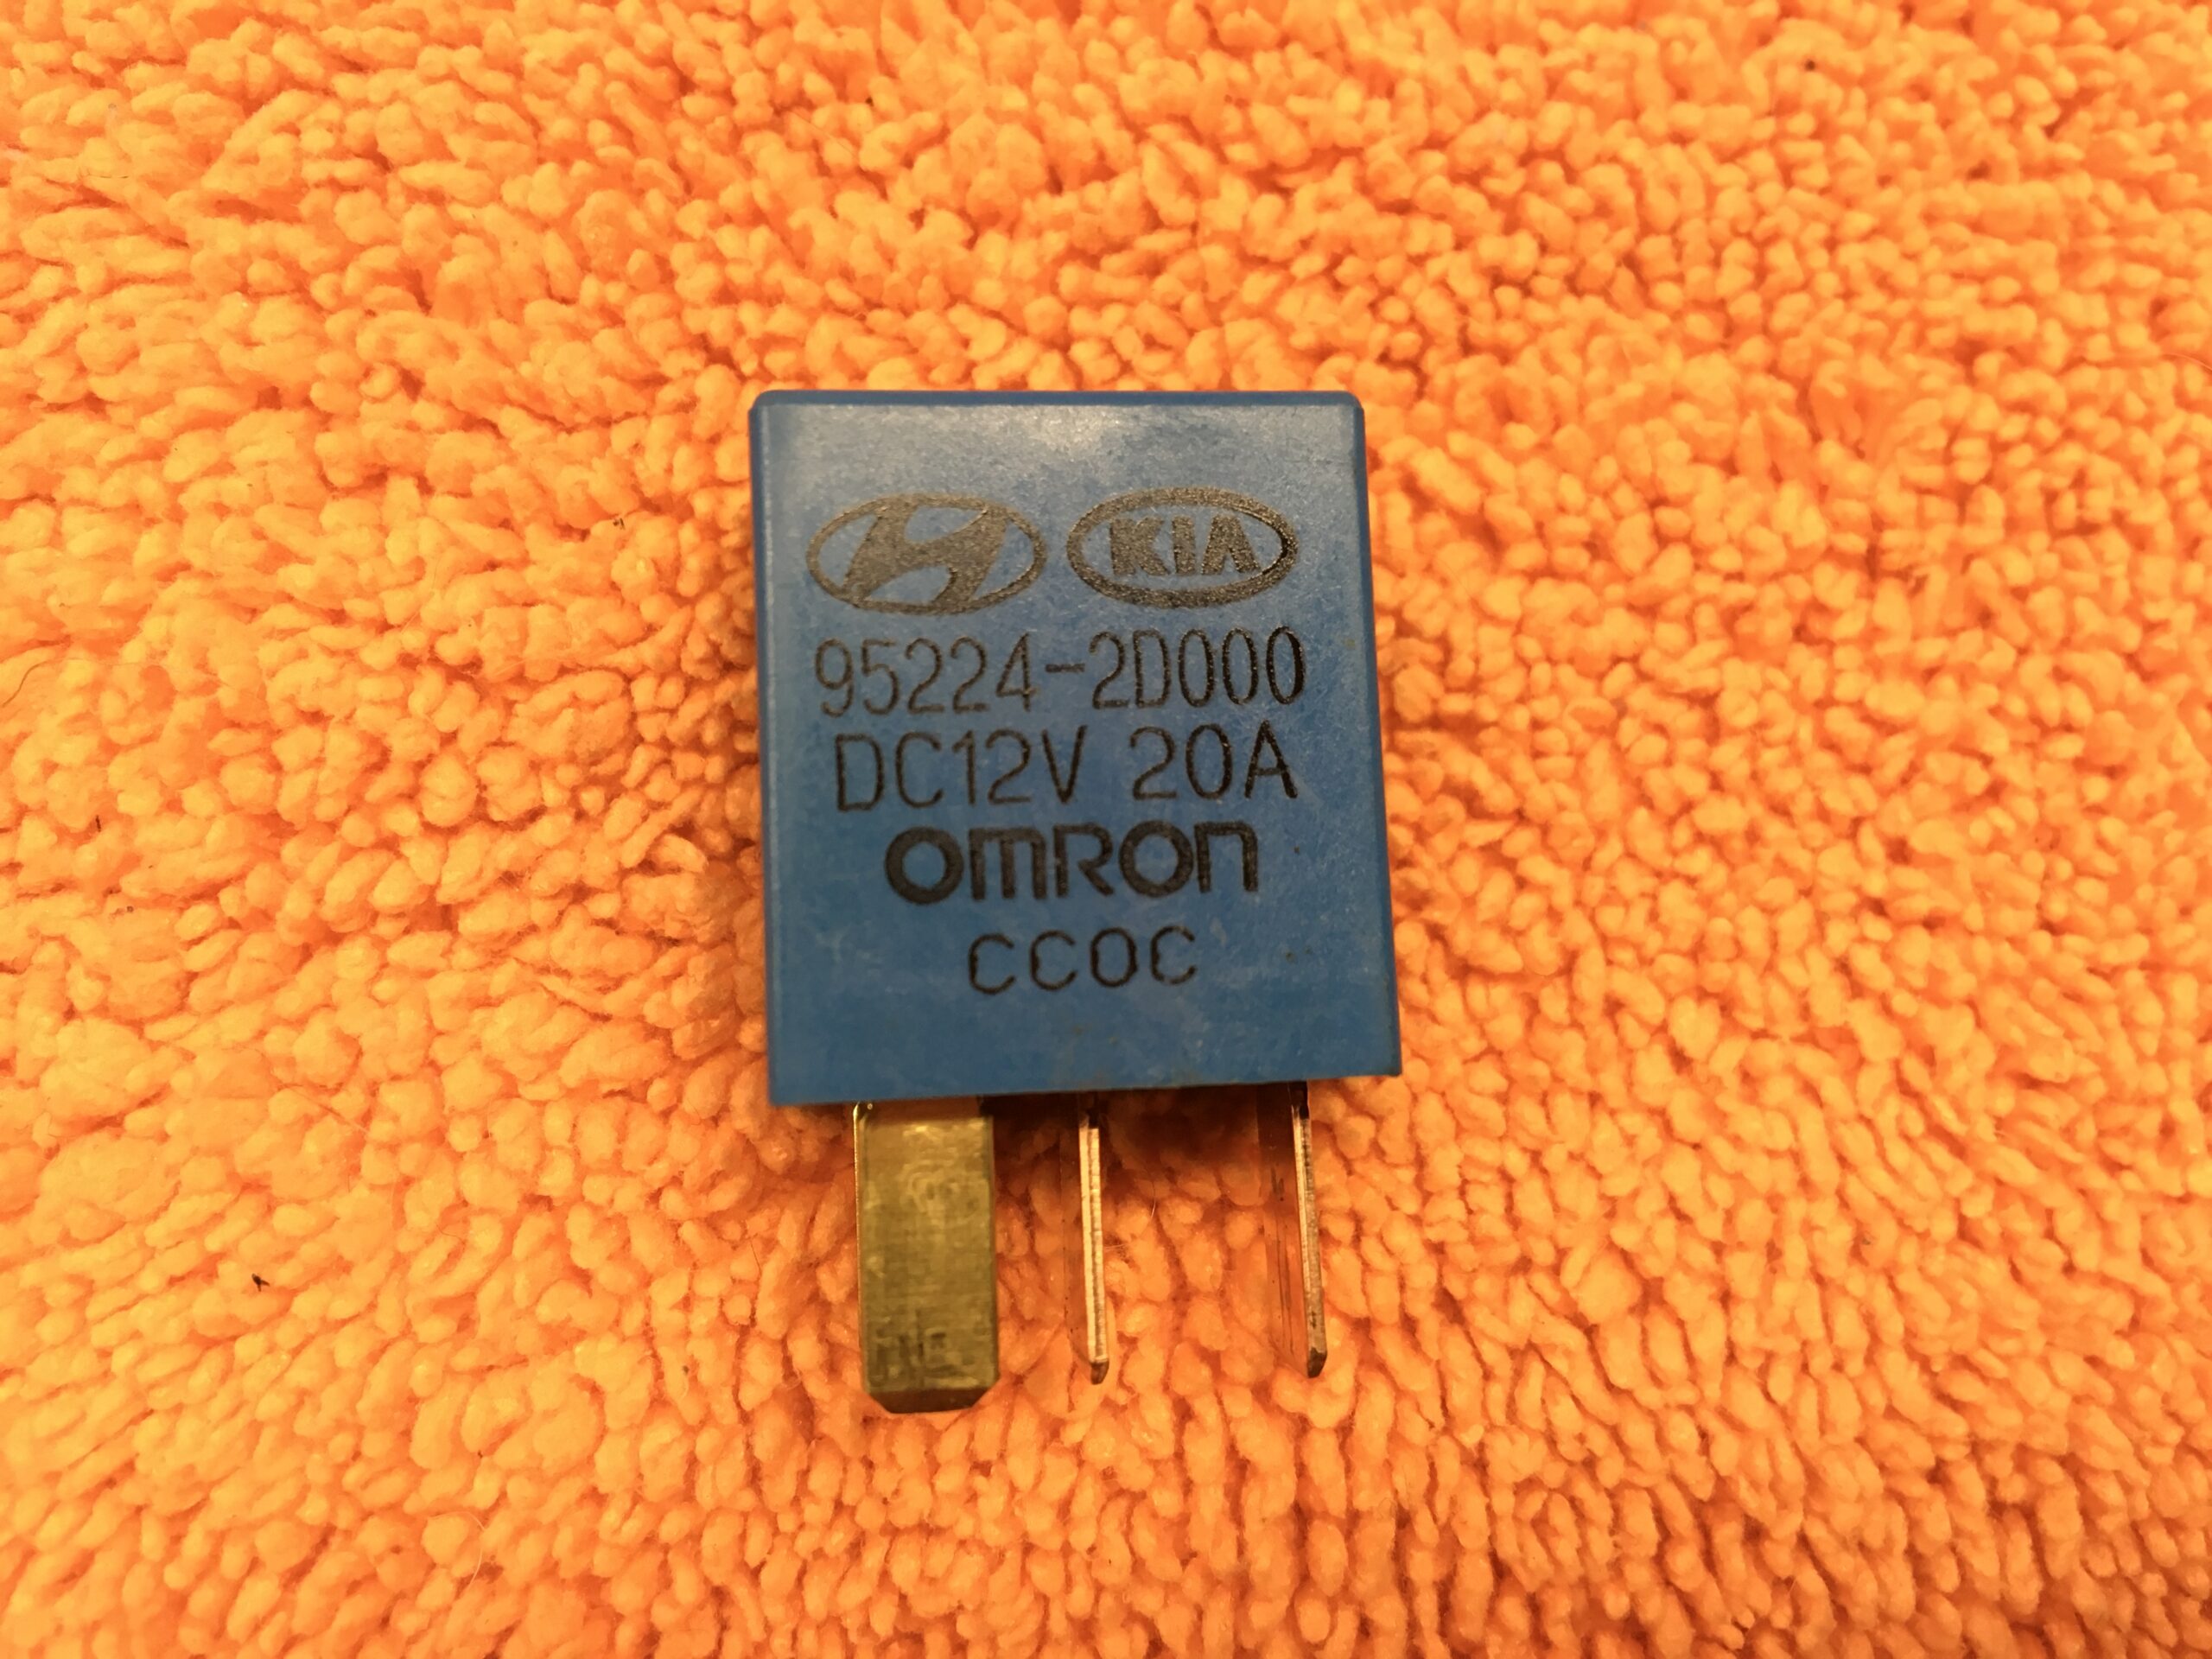 KIA
95224-2D000
DC12V 20A
omron
CCOC